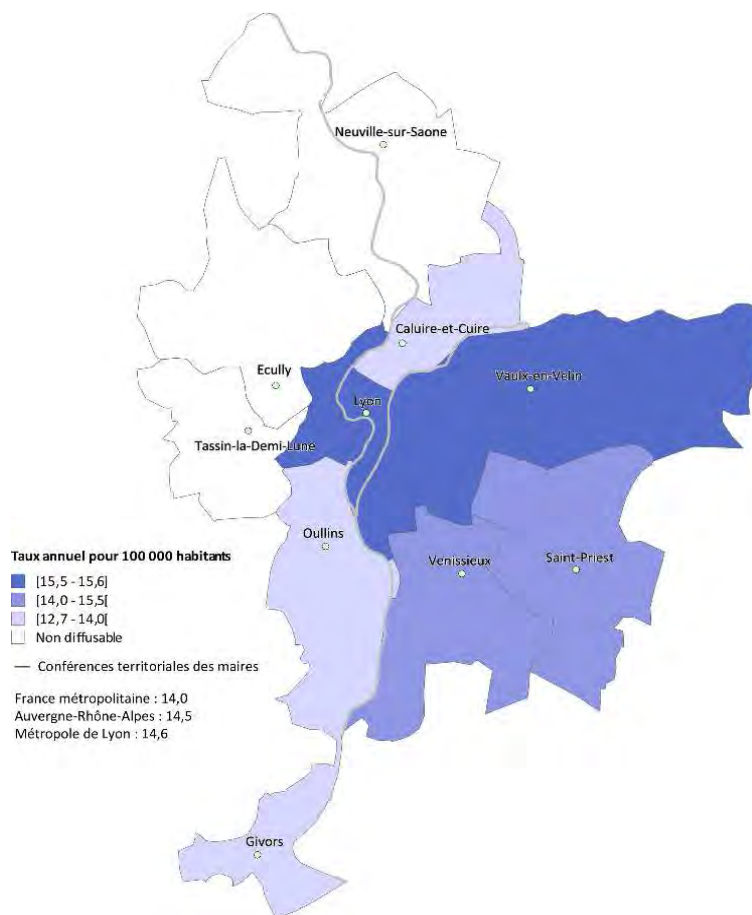 Neuville-sur-Saone
Caluire-et-Cuire
Ecully
Vaulx-en-Velin
Lyon
Tassin-la-Demi-Lune
Oullins
Venissieux
Saint-Priest
Taux annuel pour 100 000 habitants
[15,5 - 15,6]
[14,0 - 15,5[
[12,7 - 14,0[
Non diffusable
Conférences territoriales des maires
France métropolitaine : 14,0
Auvergne-Rhône-Alpes : 14,5
Métropole de Lyon : 14,6
Givors